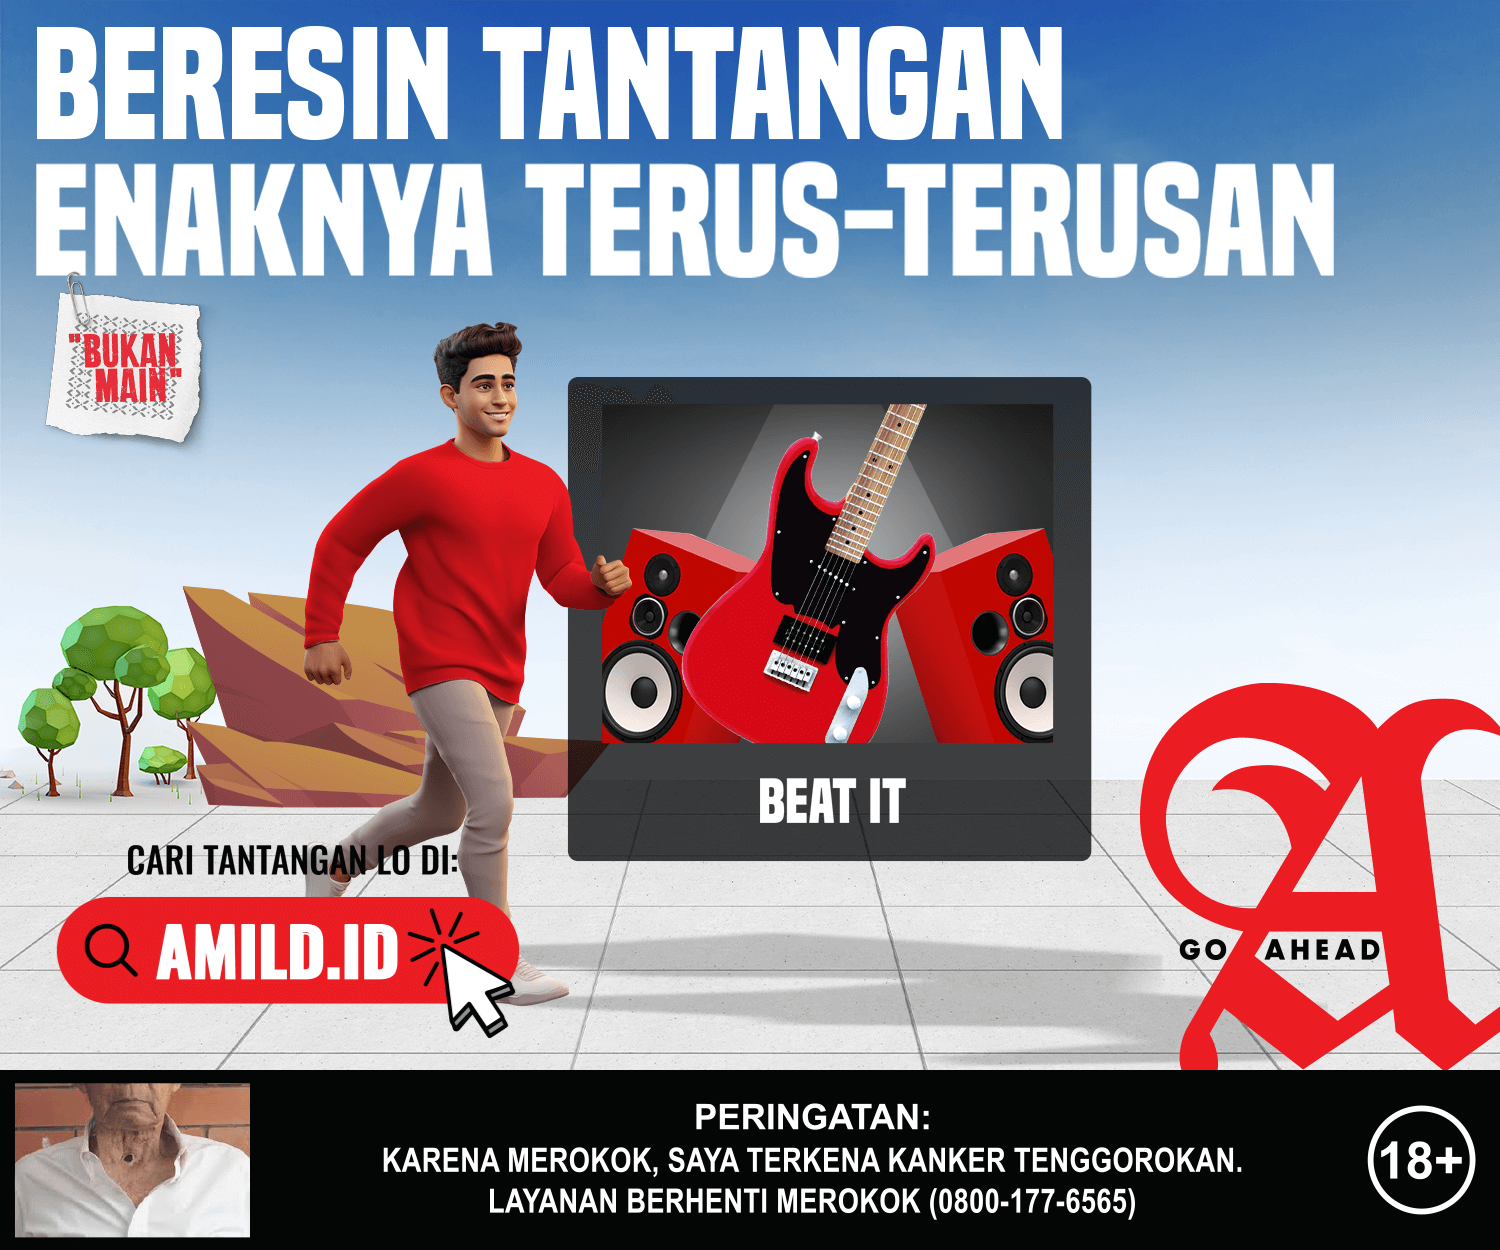 BERESIN TANTANGAN
ENAKNYA TERUS-TERUSAN
"BUKAN
MAIN"
BEAT IT
CARI TANTANGAN LO DI:
AMILD.ID
A
GO AHEAD
PERINGATAN:
KARENA MEROKOK, SAYA TERKENA KANKER TENGGOROKAN.
LAYANAN BERHENTI MEROKOK (0800-177-6565)
18+